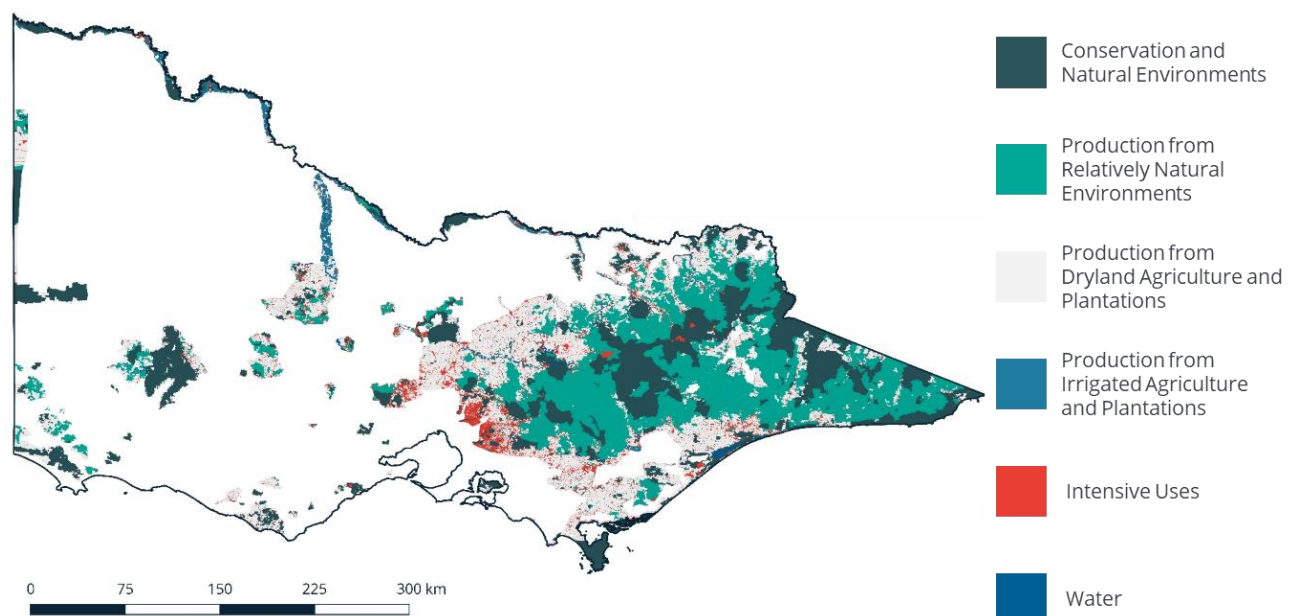 Conservation and
Natural Environments
Production from
Relatively Natural
Environments
Production from
Dryland Agriculture and
Plantations
Production from
Irrigated Agriculture
and Plantations
Intensive Uses
Water
0 75 150 225 300 km